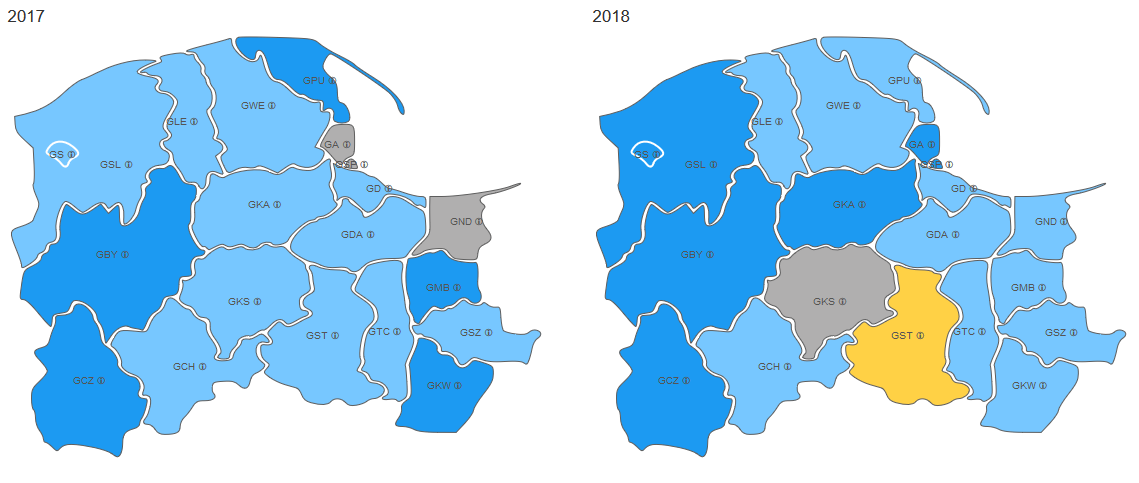 2017
2018
GPU ⓘ
GWE ⓘ
GLE ⓘ
GA ⓘ
GS ⓘ
GSL ⓘ
GSP ⓘ
GD ⓘ
GKA ⓘ
GND ⓘ
GDA ⓘ
GBY ⓘ
GMB ⓘ
GKS ⓘ
GST ⓘ
GTC ⓘ
GSZ ⓘ
GCH ⓘ
GCZ ⓘ
GKW ⓘ
GPU ⓘ
GWE ⓘ
GLE ⓘ
GA ⓘ
GS ⓘ
GSL ⓘ
GSP ⓘ
GD ⓘ
GKA ⓘ
GND ⓘ
GDA ⓘ
GBY ⓘ
GMB ⓘ
GKS ⓘ
GST ⓘ
GTC ⓘ
GSZ ⓘ
GCH ⓘ
GCZ ⓘ
GKW ⓘ